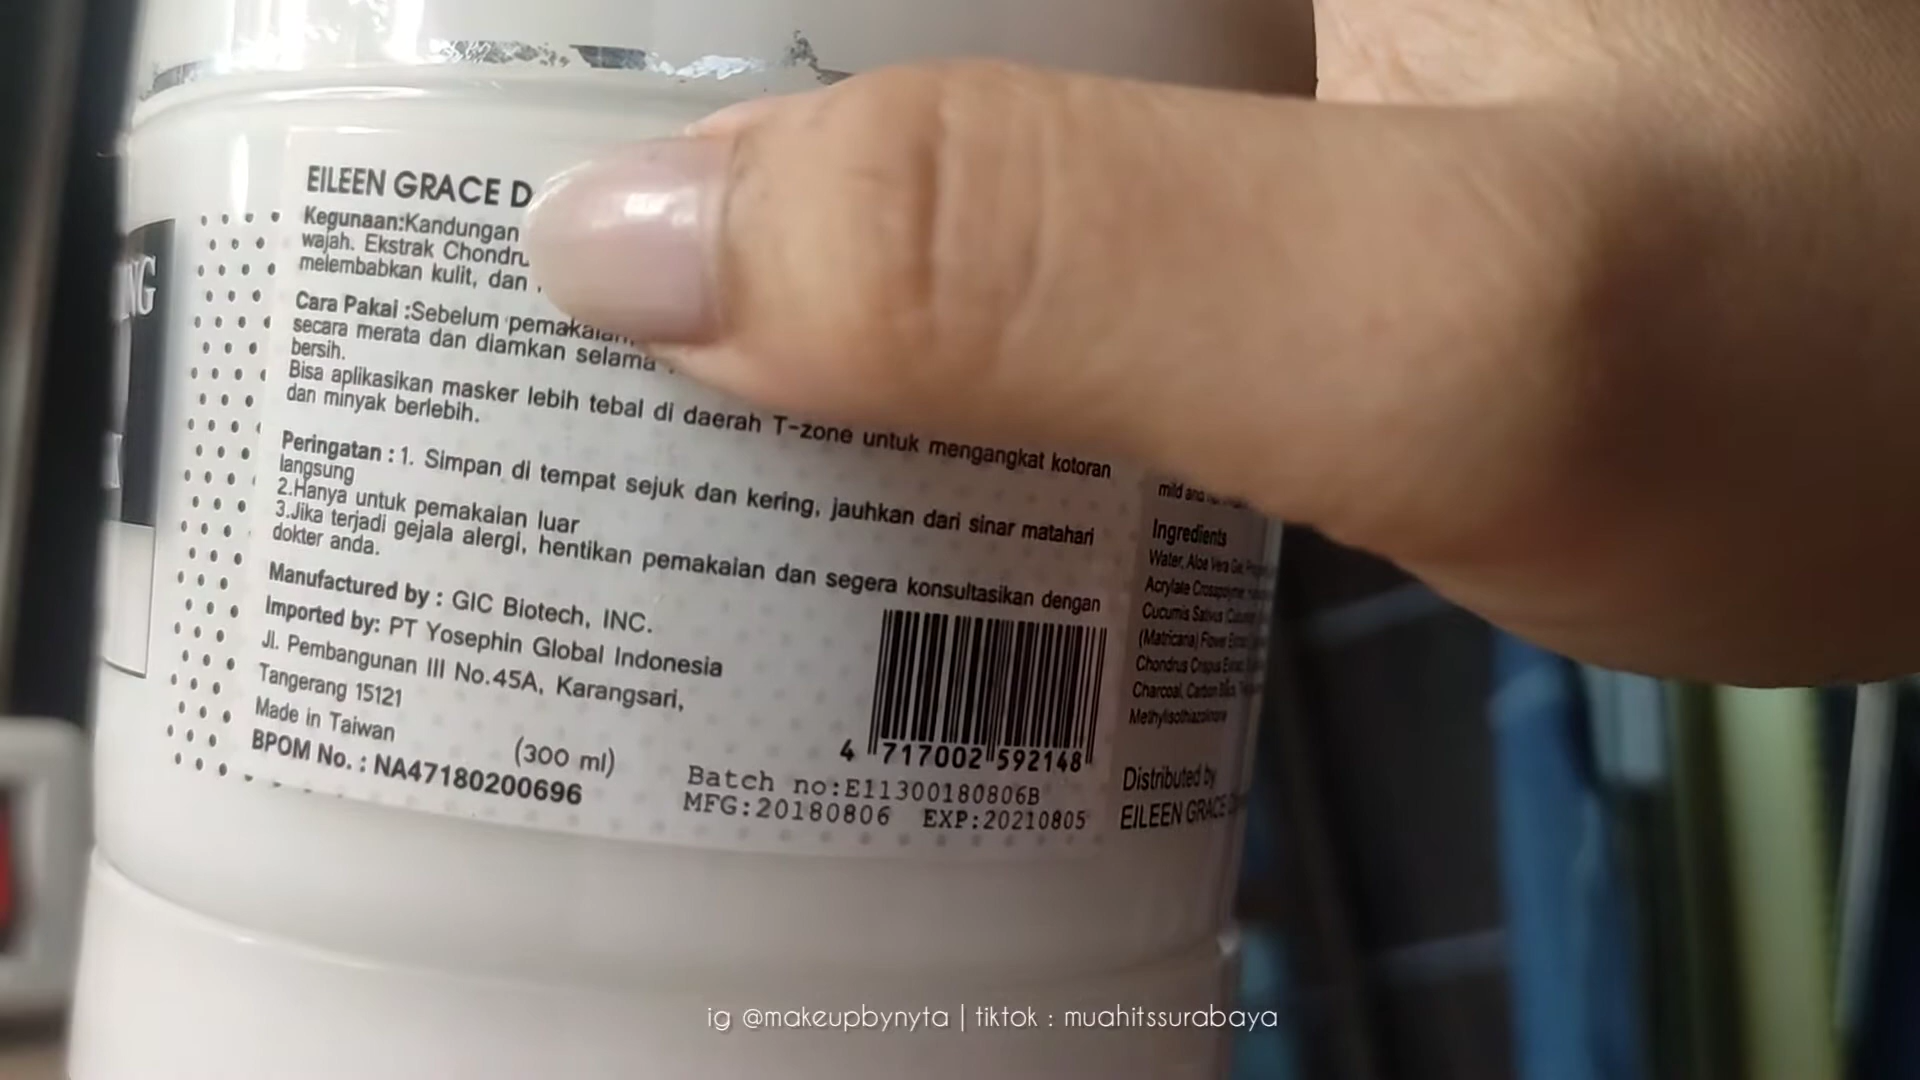 EILEEN GRACE
Kegunaan:Kandungan
wajah. Ekstrak
melembabkan kulit, dan
Cara Pakai :Sebelum pemakaian,
secara merata dan diamkan selama
bersih.
Bisa aplikasikan masker lebih tebal di daerah T-zone untuk mengangkat kotoran
dan minyak berlebih.
Peringatan : 1. Simpan di tempat sejuk dan kering, jauhkan dari sinar matahari
langsung
2.Hanya untuk pemakaian luar
3.Jika terjadi gejala alergi, hentikan pemakaian dan segera konsultasikan dengan
dokter anda.
Manufactured by : GIC Biotech, INC.
Imported by: PT Yosephin Global Indonesia
Jl. Pembangunan III No.45A, Karangsari,
Tangerang 15121
Made in Taiwan
(300 ml)
BPOM No. : NA47180200696
4 717002 592148
Batch no:E11300180806B
MFG:20180806 EXP:20210805
mild and
Ingredients
Water, Aloe Vera Gel,
Acrylate
Cucumis Sativus
(Matricaria) Flower
Chondrus Crispus
Charcoal, Carbon
Methylisothiazolinone
Distributed by
EILEEN GRACE
ig @makeupbynyta | tiktok : muahitssurabaya